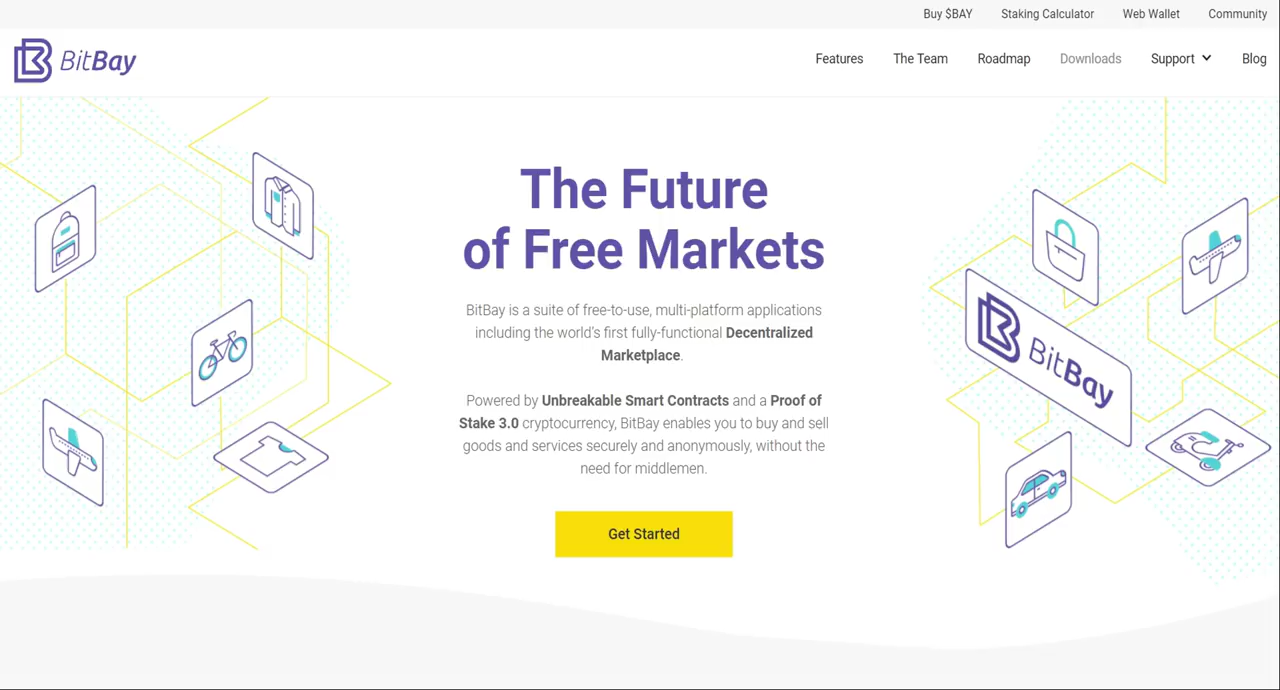 Buy $BAY Staking Calculator Web Wallet Community
BitBay
Features The Team Roadmap Downloads Support Blog
The Future
of Free Markets
BitBay is a suite of free-to-use, multi-platform applications
including the world's first fully-functional Decentralized
Marketplace.
Powered by Unbreakable Smart Contracts and a Proof of
Stake 3.0 cryptocurrency, BitBay enables you to buy and sell
goods and services securely and anonymously, without the
need for middlemen.
Get Started
BitBay